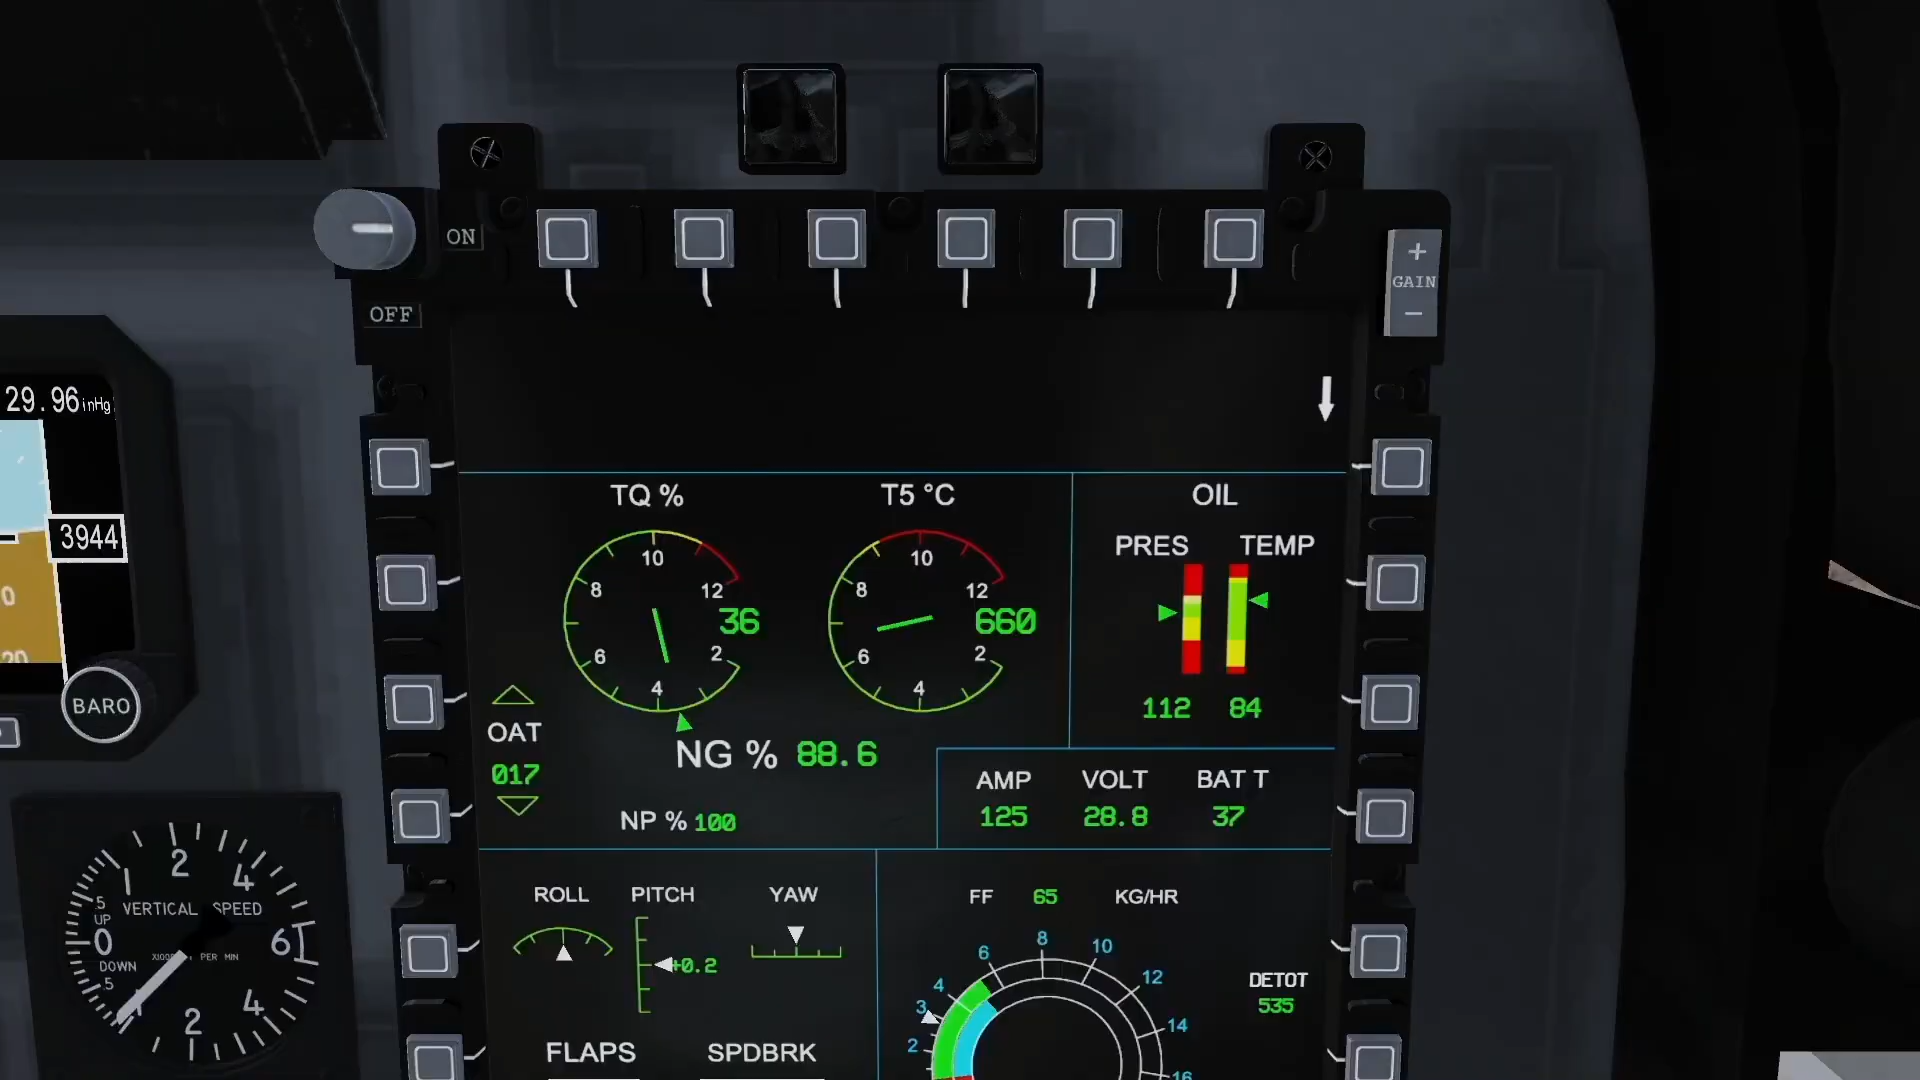 ON
GAIN
+
−
OFF
29.96 inHg
3944
0
20
BARO
TQ %
10
8
12
36
6
2
4
T5 °C
10
8
12
660
6
2
4
OIL
PRES TEMP
112 84
OAT
017
NG % 88.6
NP % 100
AMP VOLT BAT T
125 28.8 37
ROLL PITCH YAW
+0.2
FLAPS SPDBRK
FF 65 KG/HR
2
3
4
6
8
10
12
14
16
DETOT
535
1 2 4
.5
UP
VERTICAL SPEED
0
6
PER MIN
DOWN
.5
1 2 4